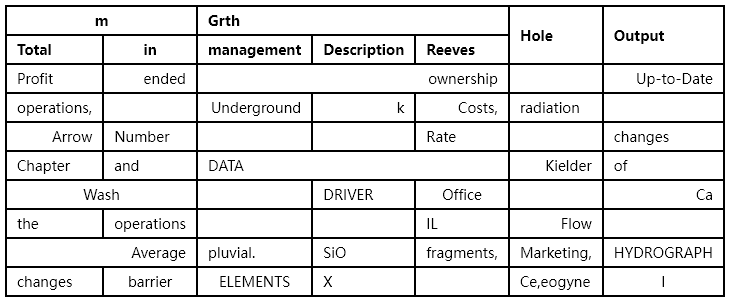 m Grth Hole Output
Total in management Description Reeves
Profit ended ownership Up-to-Date
operations, Underground k Costs, radiation
Arrow Number Rate changes
Chapter and DATA Kielder of
Wash DRIVER Office Ca
the operations IL Flow
Average pluvial. SiO fragments, Marketing, HYDROGRAPH
changes barrier ELEMENTS X Ce,eogyne I